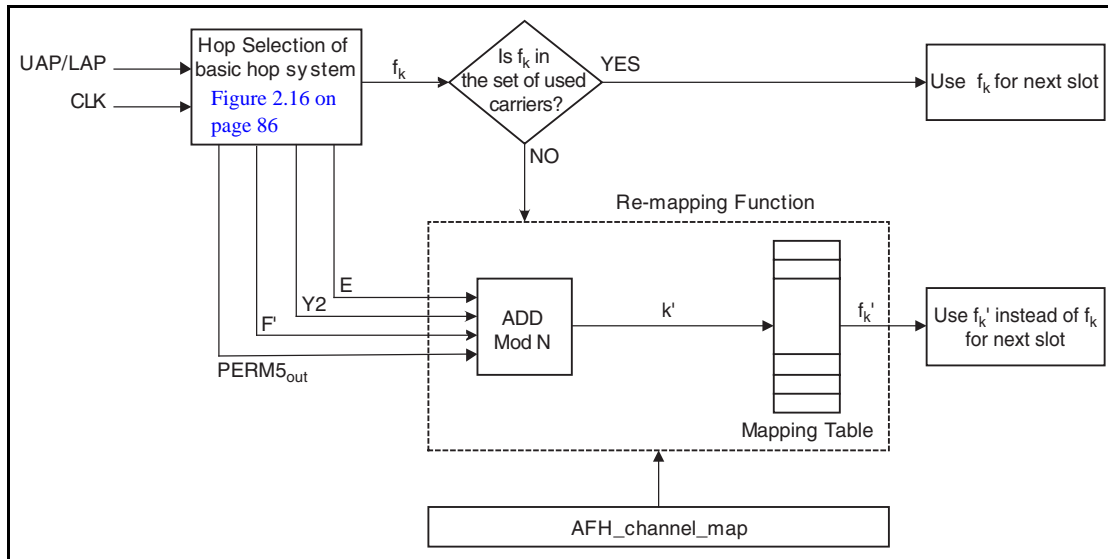 UAP/LAP
CLK
Hop Selection of
basic hop system
Figure 2.16 on
page 86
fk
Is fk in
the set of used
carriers?
YES
Use fk for next slot
NO
Re-mapping Function
E
Y2
F'
PERM5out
ADD
Mod N
k'
fk'
Use fk' instead of fk
for next slot
Mapping Table
AFH_channel_map